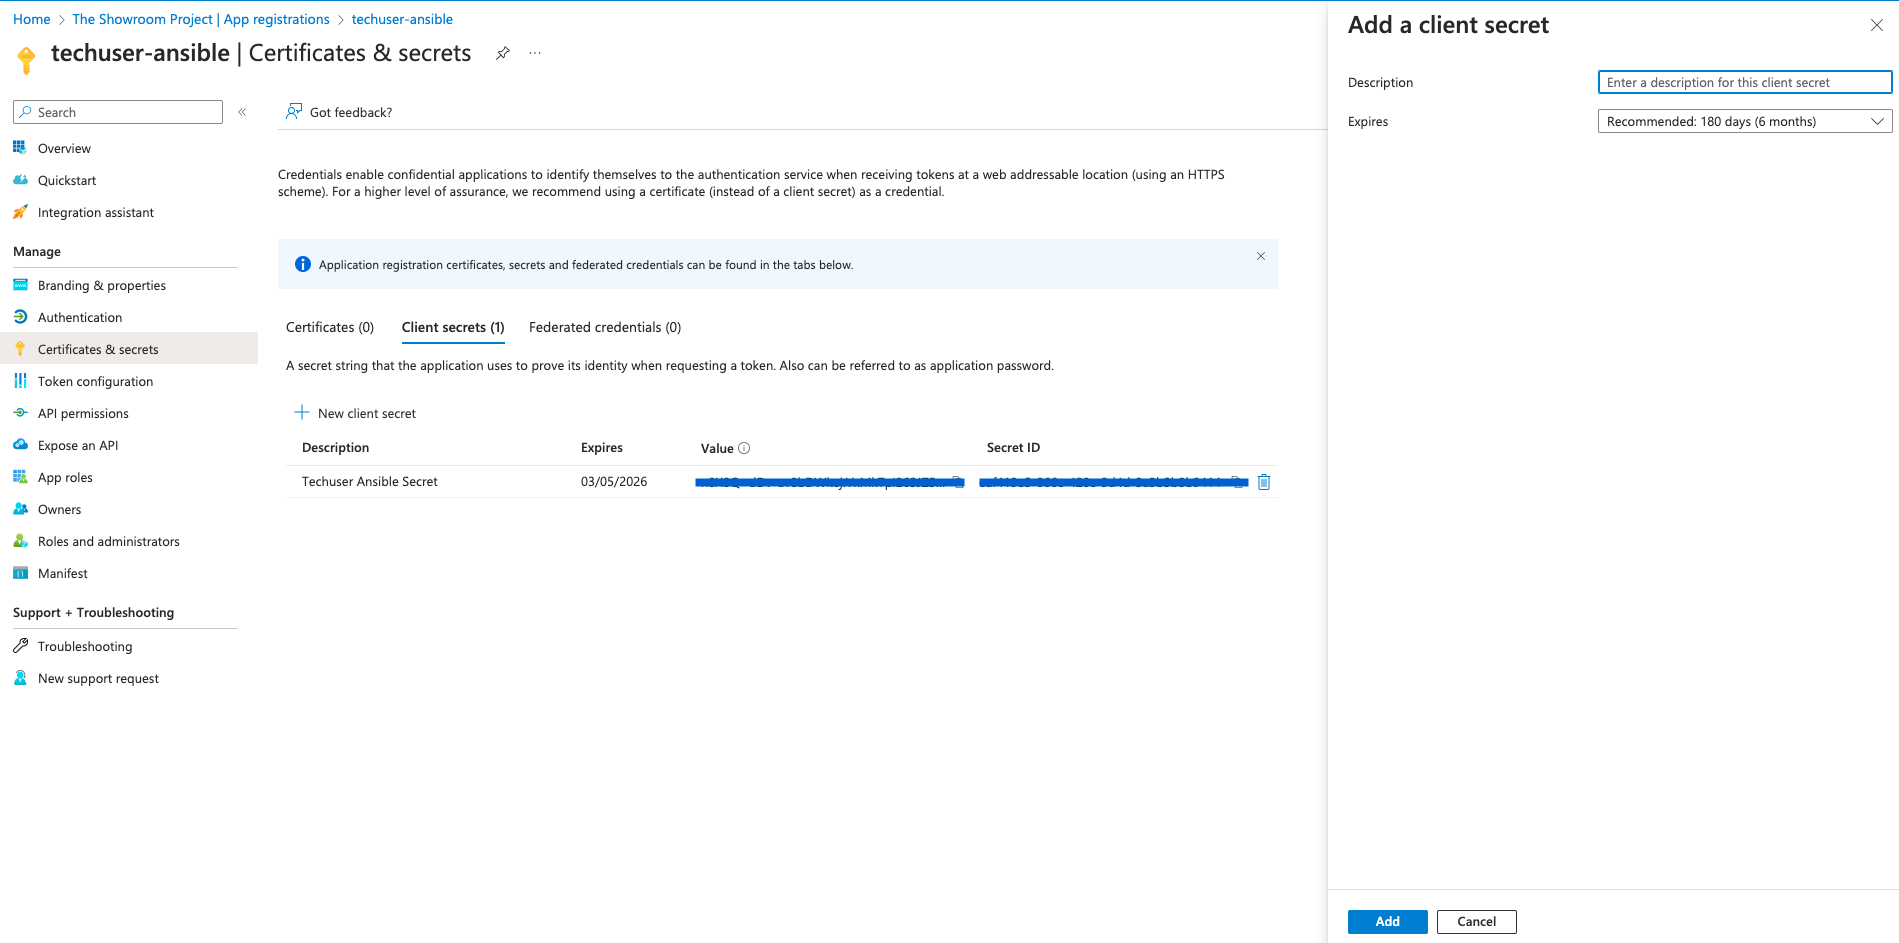 Home > The Showroom Project | App registrations > techuser-ansible
techuser-ansible | Certificates & secrets
Search
«
Overview
Quickstart
Integration assistant
Manage
Branding & properties
Authentication
Certificates & secrets
Token configuration
API permissions
Expose an API
App roles
Owners
Roles and administrators
Manifest
Support + Troubleshooting
Troubleshooting
New support request
Got feedback?
Credentials enable confidential applications to identify themselves to the authentication service when receiving tokens at a web addressable location (using an HTTPS
scheme). For a higher level of assurance, we recommend using a certificate (instead of a client secret) as a credential.
Application registration certificates, secrets and federated credentials can be found in the tabs below.
Certificates (0) Client secrets (1) Federated credentials (0)
A secret string that the application uses to prove its identity when requesting a token. Also can be referred to as application password.
New client secret
Description Expires Value Secret ID
Techuser Ansible Secret 03/05/2026
Add a client secret
Description Enter a description for this client secret
Expires Recommended: 180 days (6 months)
Add Cancel